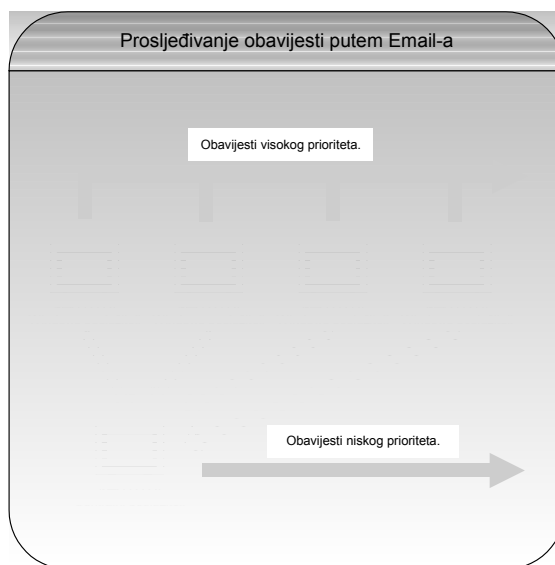 Prosljeđivanje obavijesti putem Email-a
Obavijesti visokog prioriteta.
Obavijesti niskog prioriteta.